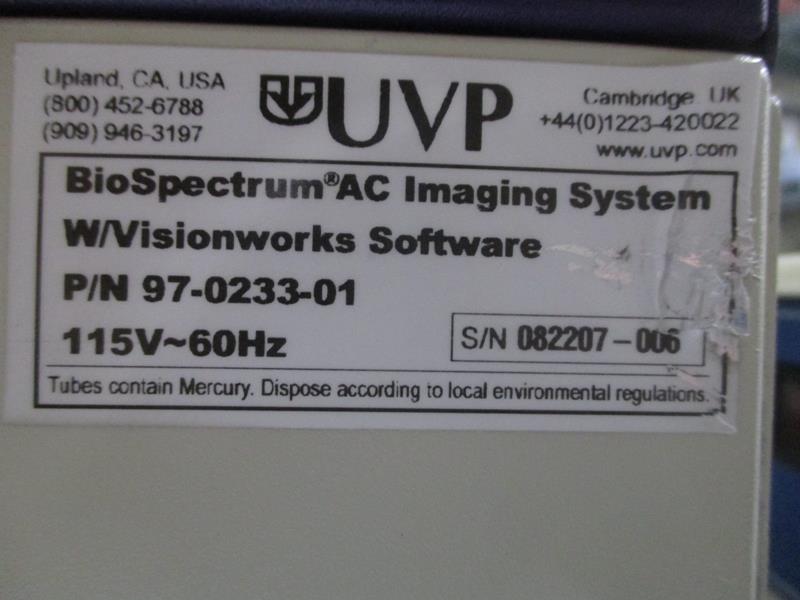 Upland, CA, USA
(800) 452-6788
(909) 946-3197
UVP
Cambridge UK
+44(0)1223-420022
www.uvp.com
BioSpectrum®AC Imaging System
W/Visionworks Software
P/N 97-0233-01
115V~60Hz
S/N 082207-006
Tubes contain Mercury. Dispose according to local environmental regulations.